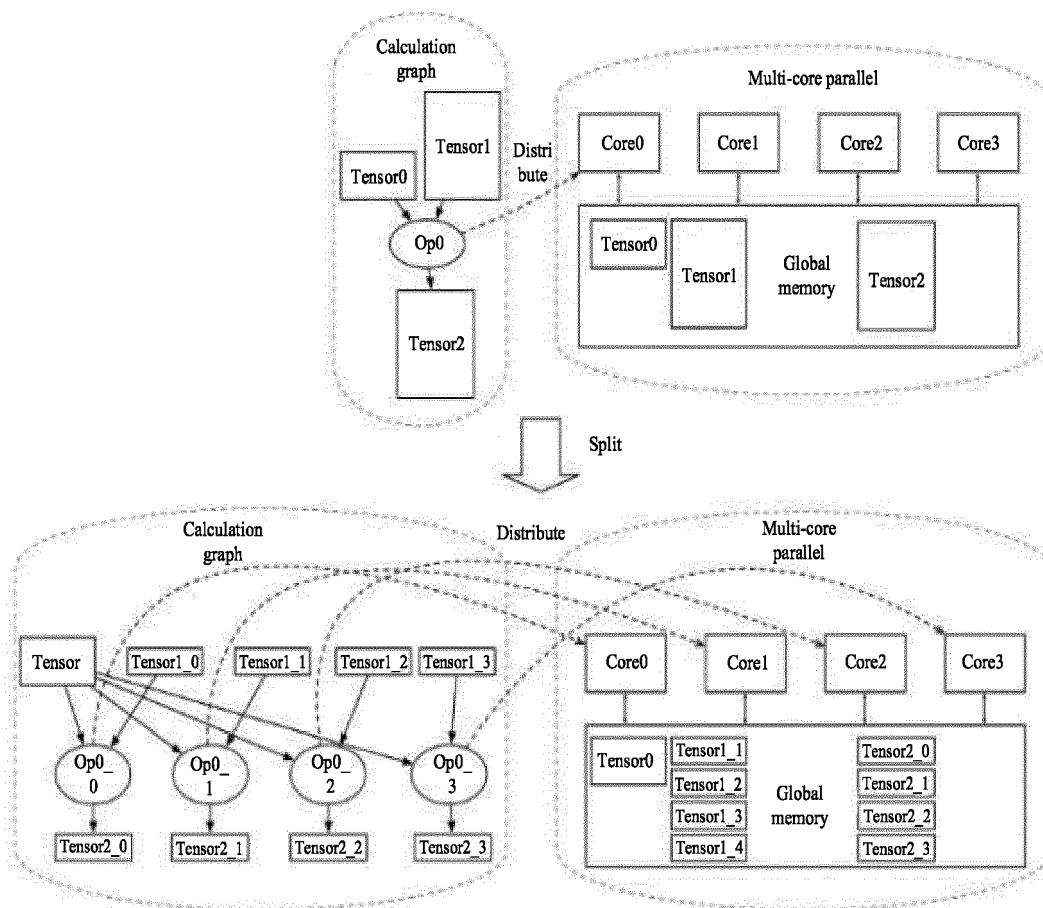 Calculation
graph
Multi-core parallel
Tensor1
Tensor0
Distri
bute
Core0
Core1
Core2
Core3
Op0
Tensor0
Tensor1
Global
memory
Tensor2
Tensor2
Split
Calculation
graph
Distribute
Multi-core
parallel
Tensor
Tensor1_0
Tensor1_1
Tensor1_2
Tensor1_3
Core0
Core1
Core2
Core3
Op0_
0
Op0_
1
Op0_
2
Op0_
3
Tensor0
Tensor1_1
Tensor1_2
Tensor1_3
Tensor1_4
Global
memory
Tensor2_0
Tensor2_1
Tensor2_2
Tensor2_3
Tensor2_0
Tensor2_1
Tensor2_2
Tensor2_3